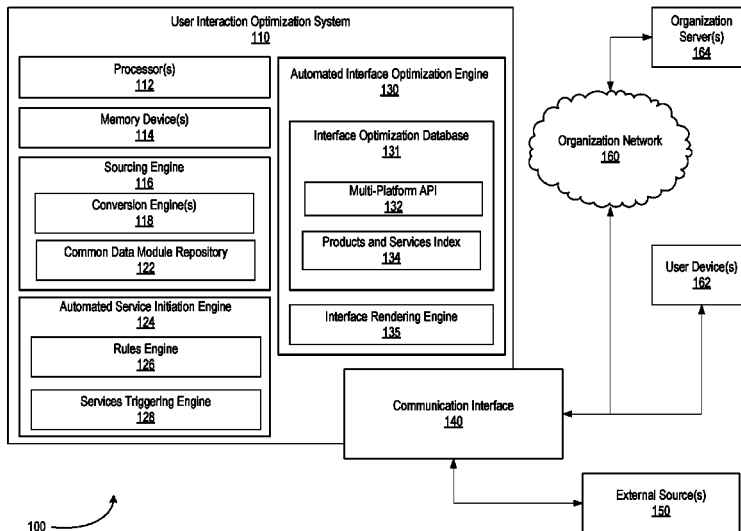 User Interaction Optimization System
110
Processor(s)
112
Memory Device(s)
114
Sourcing Engine
116
Conversion Engine(s)
118
Common Data Module Repository
122
Automated Service Initiation Engine
124
Rules Engine
126
Services Triggering Engine
128
Automated Interface Optimization Engine
130
Interface Optimization Database
131
Multi-Platform API
132
Products and Services Index
134
Interface Rendering Engine
135
Communication Interface
140
Organization
Server(s)
164
Organization Network
160
User Device(s)
162
External Source(s)
150
100